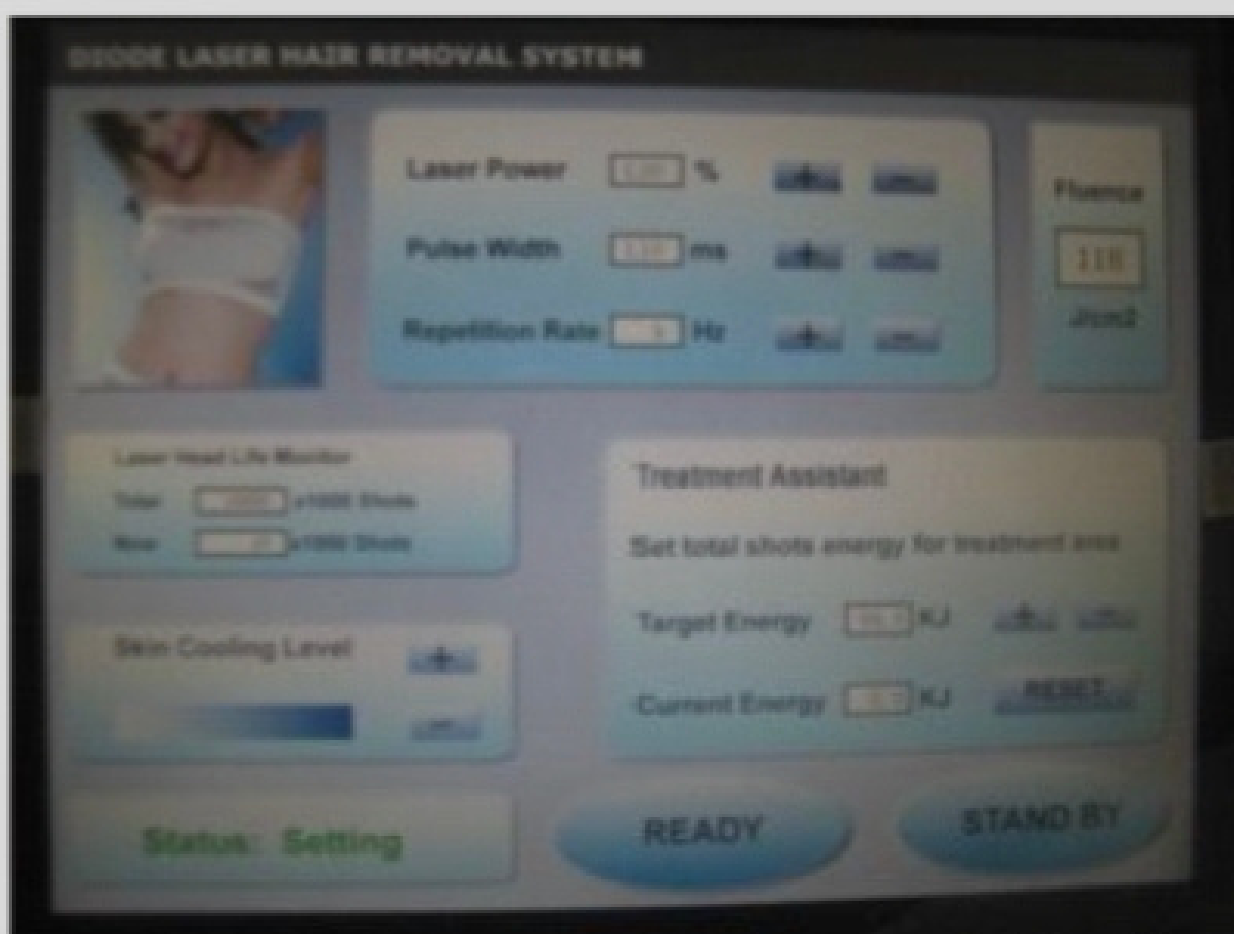 DIODE LASER HAIR REMOVAL SYSTEM
Laser Power % + -
Pulse Width ms + -
Repetition Rate Hz + -
Fluence
J/cm2
Laser Head Life Monitor
Total x1000 Shots
Now x1000 Shots
Skin Cooling Level +
-
Treatment Assistant
Set total shots energy for treatment area
Target Energy KJ + -
Current Energy KJ RESET
Status: Setting
READY
STAND BY